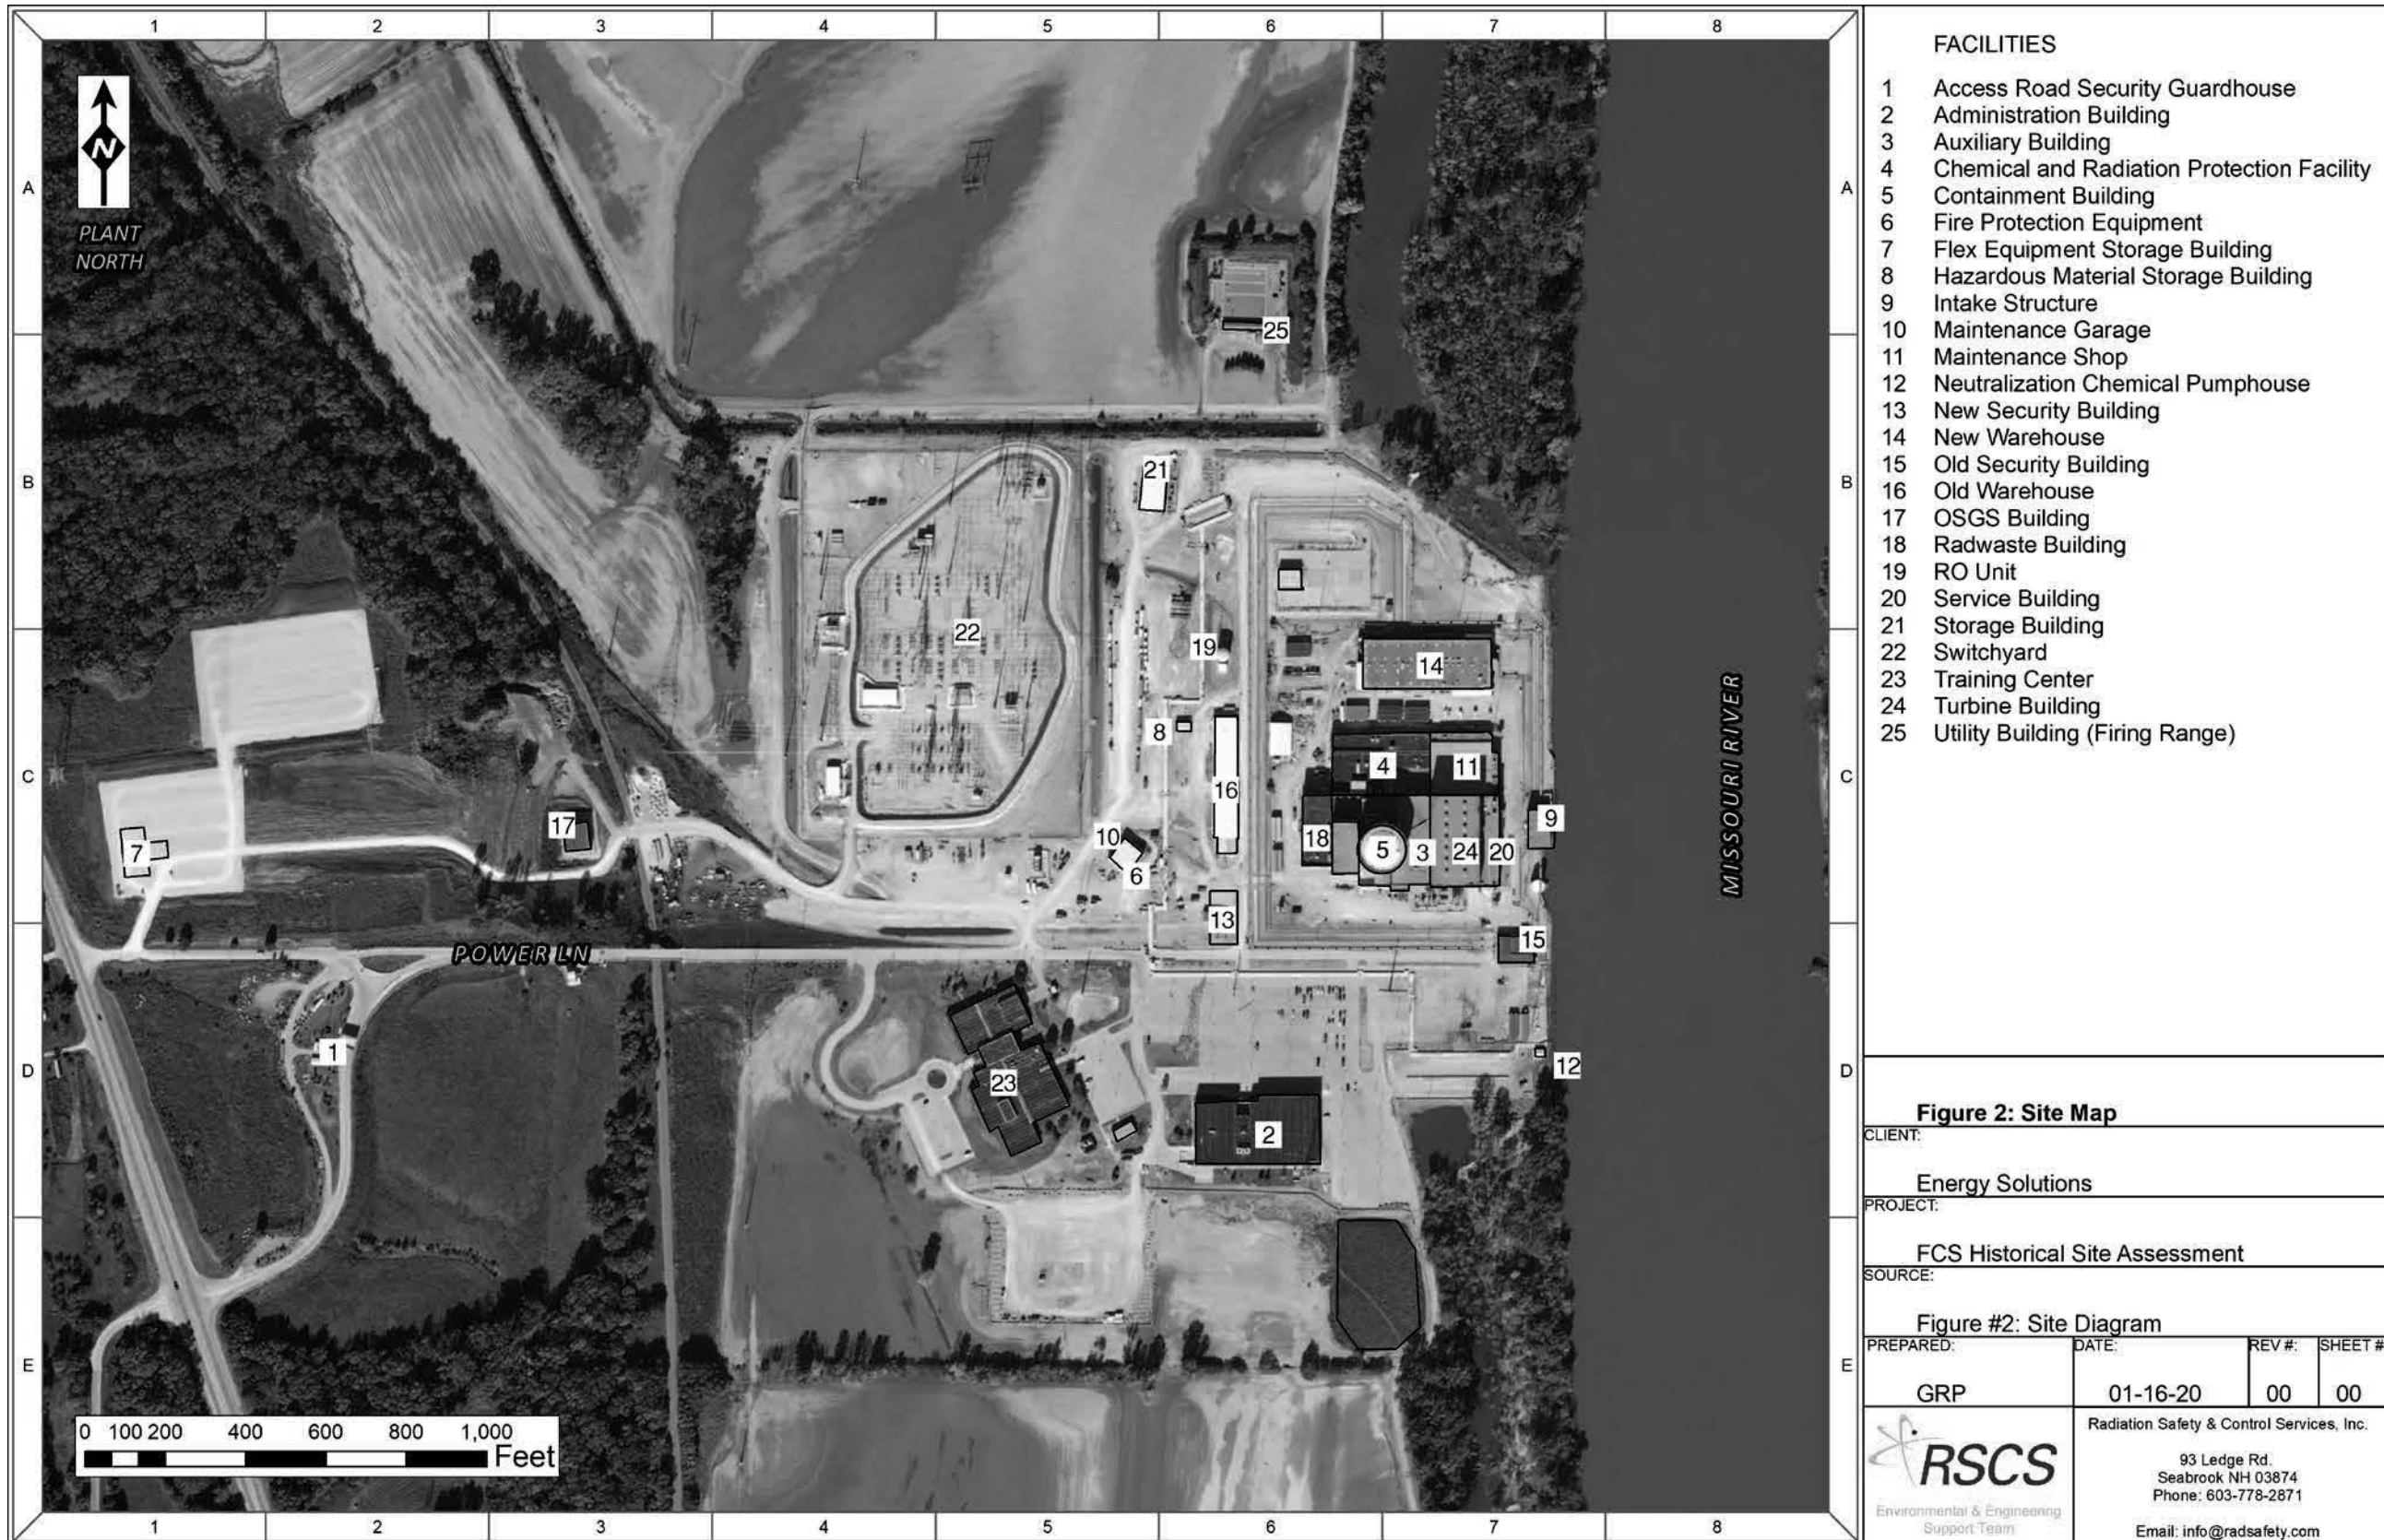 1 2 3 4 5 6 7 8
A A
B B
C C
D D
E E
1 2 3 4 5 6 7 8
N
PLANT
NORTH
25
21
22
19
14
8
4
11
16
17
10
9
7
18
5
3
24
20
6
13
15
POWER LN
MISSOURI RIVER
1
12
23
2
0 100 200 400 600 800 1,000
Feet
FACILITIES
1 Access Road Security Guardhouse
2 Administration Building
3 Auxiliary Building
4 Chemical and Radiation Protection Facility
5 Containment Building
6 Fire Protection Equipment
7 Flex Equipment Storage Building
8 Hazardous Material Storage Building
9 Intake Structure
10 Maintenance Garage
11 Maintenance Shop
12 Neutralization Chemical Pumphouse
13 New Security Building
14 New Warehouse
15 Old Security Building
16 Old Warehouse
17 OSGS Building
18 Radwaste Building
19 RO Unit
20 Service Building
21 Storage Building
22 Switchyard
23 Training Center
24 Turbine Building
25 Utility Building (Firing Range)
Figure 2: Site Map
CLIENT:
Energy Solutions
PROJECT:
FCS Historical Site Assessment
SOURCE:
Figure #2: Site Diagram
PREPARED: DATE: REV #: SHEET #
GRP 01-16-20 00 00
RSCS
Environmental & Engineering
Support Team
Radiation Safety & Control Services, Inc.
93 Ledge Rd.
Seabrook NH 03874
Phone: 603-778-2871
Email: info@radsafety.com